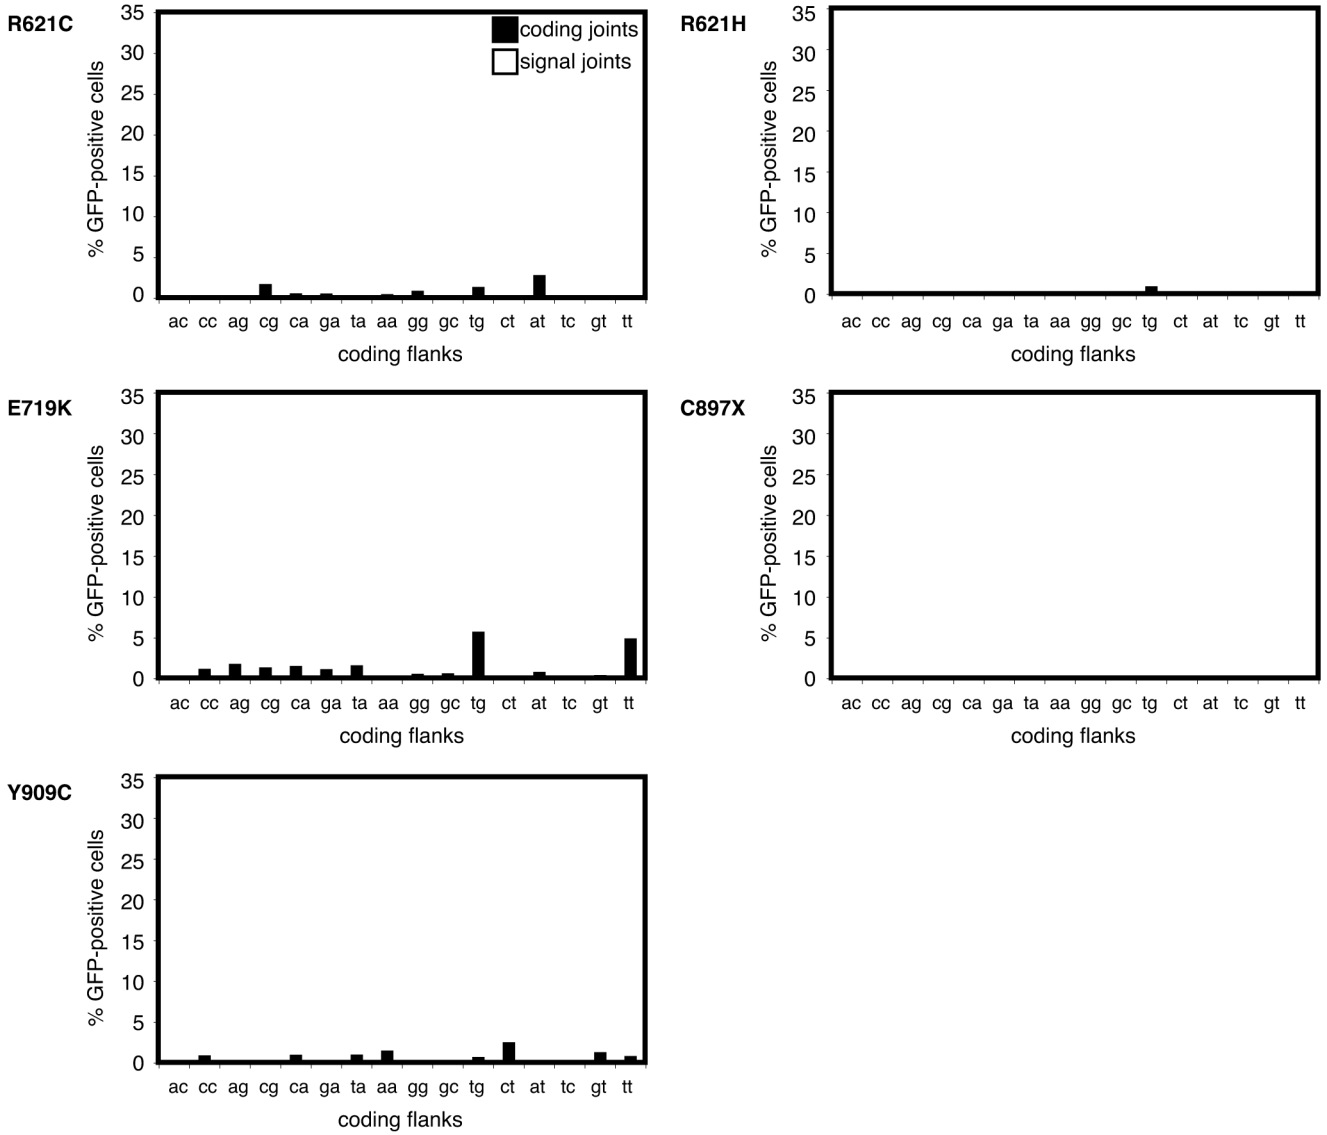 R621C
35
30
25
20
15
10
5
0
% GFP-positive cells
coding joints
signal joints
ac cc ag cg ca ga ta aa gg gc tg ct at tc gt tt
coding flanks
R621H
35
30
25
20
15
10
5
0
% GFP-positive cells
ac cc ag cg ca ga ta aa gg gc tg ct at tc gt tt
coding flanks
E719K
35
30
25
20
15
10
5
0
% GFP-positive cells
ac cc ag cg ca ga ta aa gg gc tg ct at tc gt tt
coding flanks
C897X
35
30
25
20
15
10
5
0
% GFP-positive cells
ac cc ag cg ca ga ta aa gg gc tg ct at tc gt tt
coding flanks
Y909C
35
30
25
20
15
10
5
0
% GFP-positive cells
ac cc ag cg ca ga ta aa gg gc tg ct at tc gt tt
coding flanks